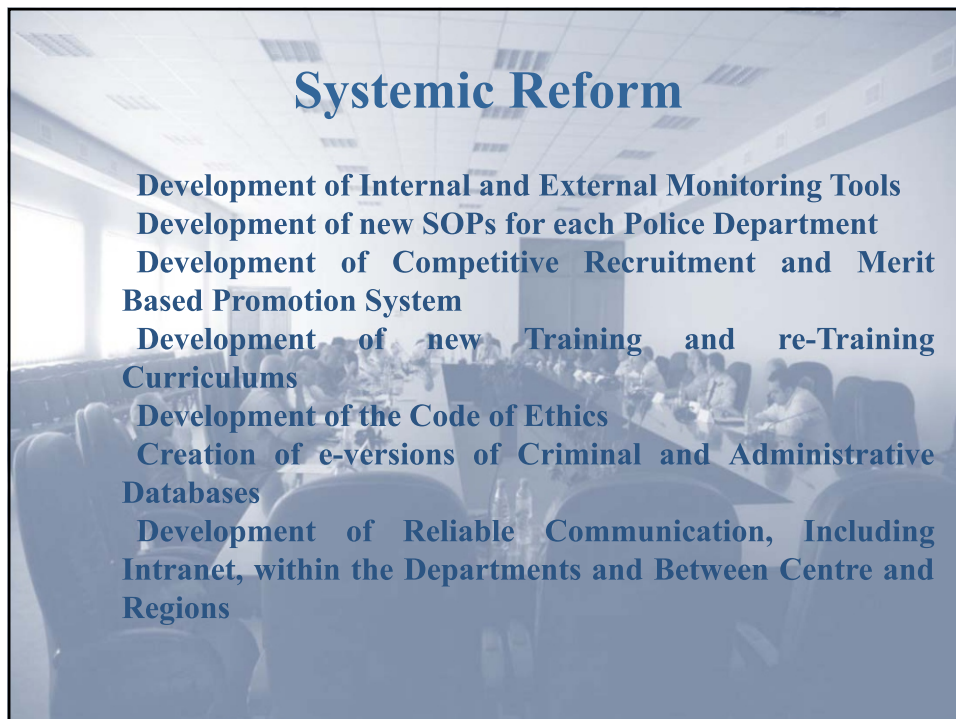 Systemic Reform
Development of Internal and External Monitoring Tools
Development of new SOPs for each Police Department
Development of Competitive Recruitment and Merit
Based Promotion System
Development of new Training and re-Training
Curriculums
Development of the Code of Ethics
Creation of e-versions of Criminal and Administrative
Databases
Development of Reliable Communication, Including
Intranet, within the Departments and Between Centre and
Regions